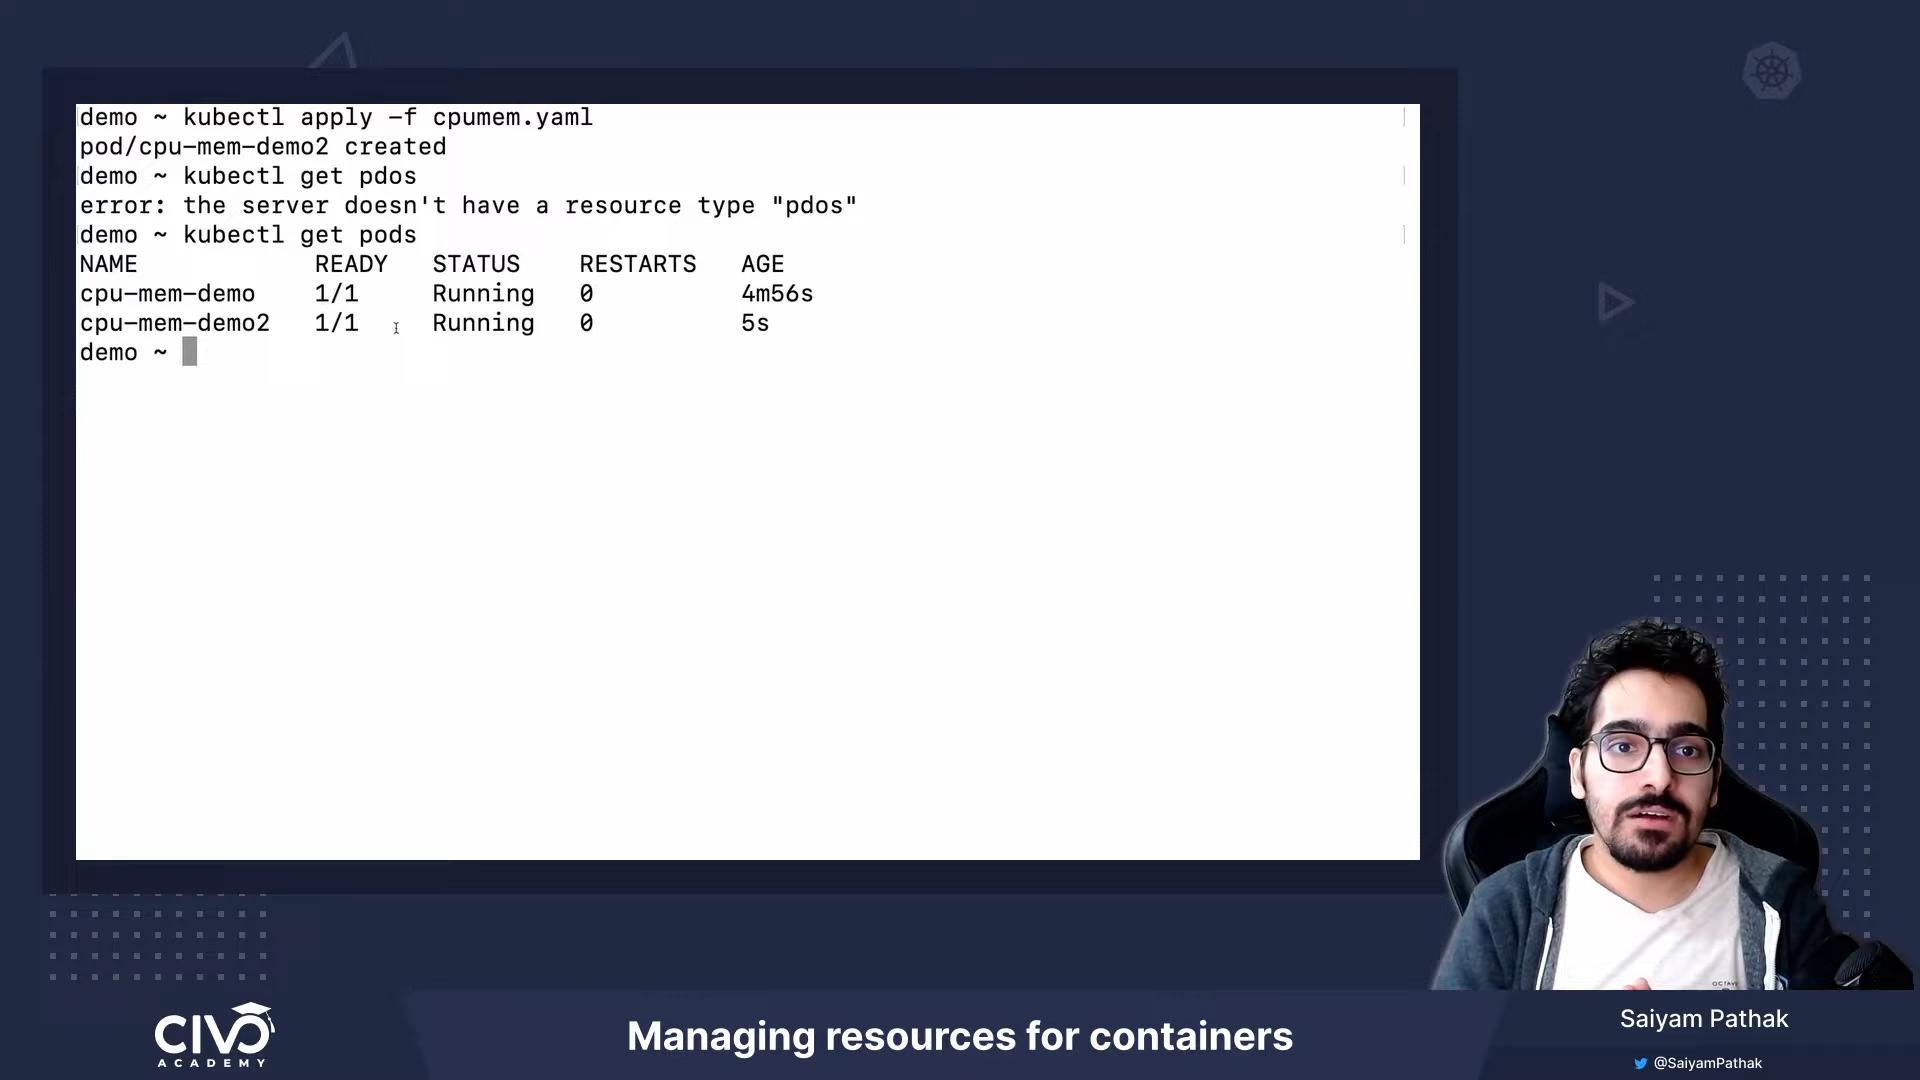 demo ~ kubectl apply -f cpumem.yaml
pod/cpu-mem-demo2 created
demo ~ kubectl get pdos
error: the server doesn't have a resource type "pdos"
demo ~ kubectl get pods
NAME READY STATUS RESTARTS AGE
cpu-mem-demo 1/1 Running 0 4m56s
cpu-mem-demo2 1/1 Running 0 5s
demo ~
OCTAVE
CIVO
ACADEMY
Managing resources for containers
Saiyam Pathak
@SaiyamPathak